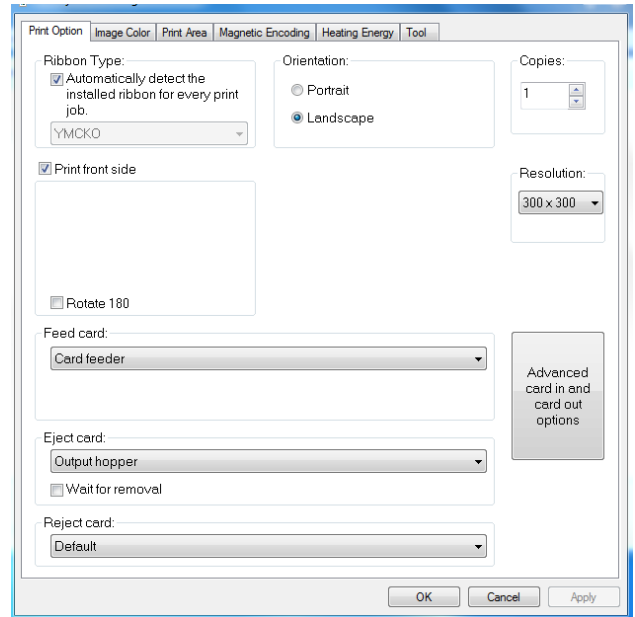 Print Option Image Color Print Area Magnetic Encoding Heating Energy Tool
Ribbon Type:
Automatically detect the
installed ribbon for every print
job.
YMCKO
Orientation:
Portrait
Landscape
Copies:
1
Print front side
Rotate 180
Resolution:
300 x 300
Feed card:
Card feeder
Advanced
card in and
card out
options
Eject card:
Output hopper
Wait for removal
Reject card:
Default
OK Cancel Apply